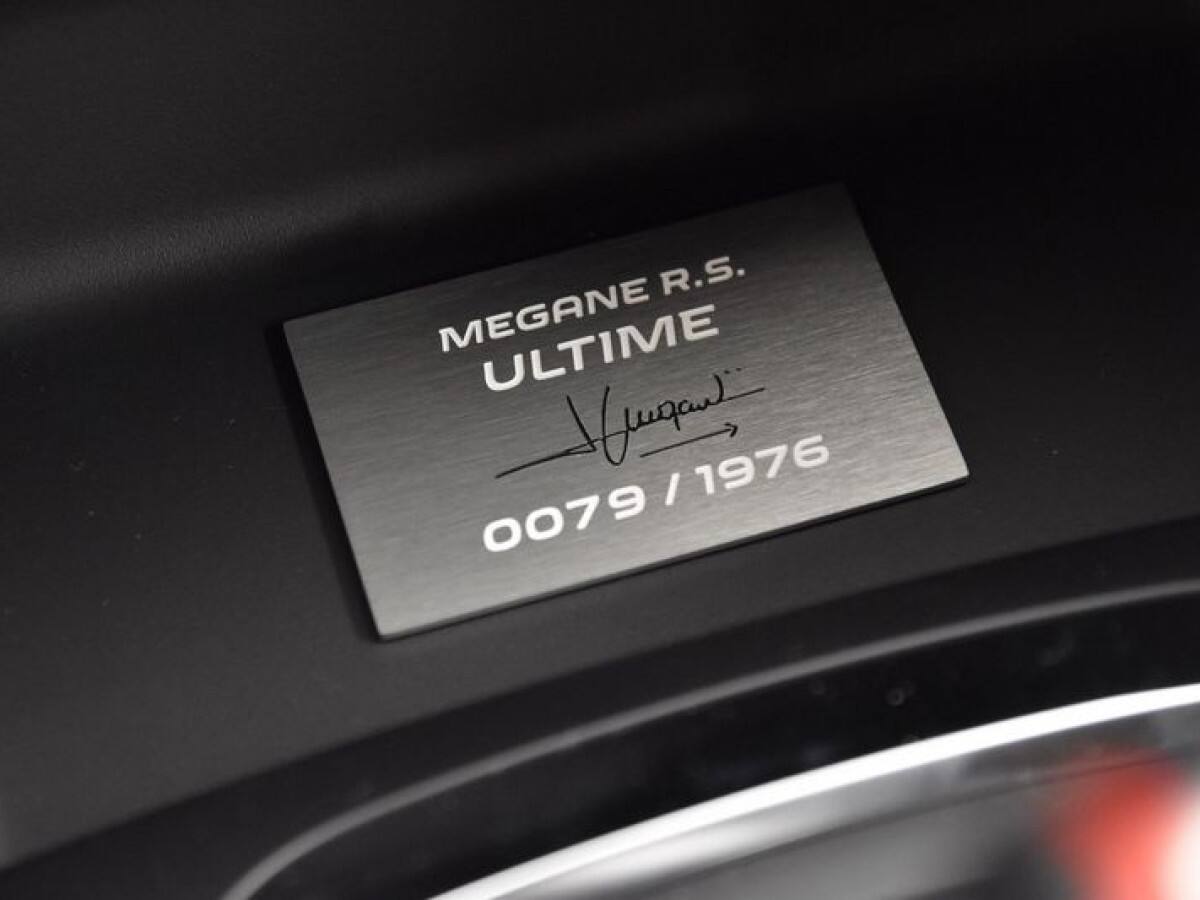 MEGANE R.S.
ULTIME
0079 / 1976